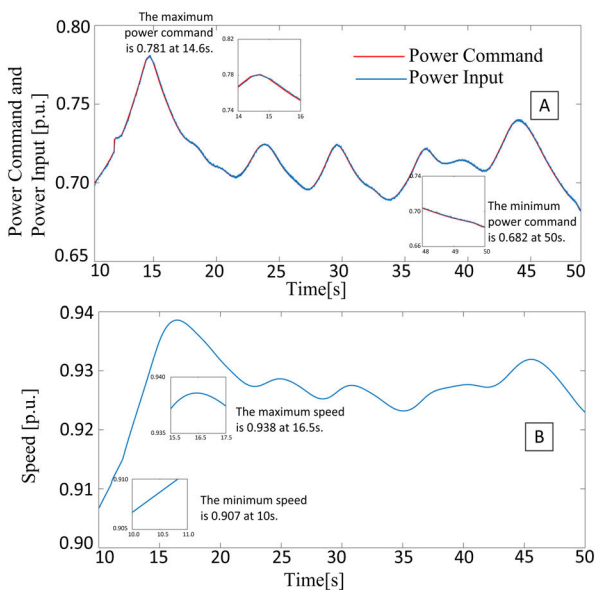 The maximum
power command
is 0.781 at 14.6s.
0.80
0.75
0.70
0.65
Power Command and
Power Input [p.u.]
0.82
0.78
0.74
14 15 16
Power Command
Power Input
A
0.74
0.70
0.66
48 49 50
The minimum
power command
is 0.682 at 50s.
10 15 20 25 30 35 40 45 50
Time[s]
0.94
0.93
0.92
0.91
0.90
Speed [p.u.]
0.940
0.935
15.5 16.5 17.5
The maximum speed
is 0.938 at 16.5s.
B
0.910
0.905
10.0 10.5 10.8 11.0
The minimum speed
is 0.907 at 10s.
10 15 20 25 30 35 40 45 50
Time[s]